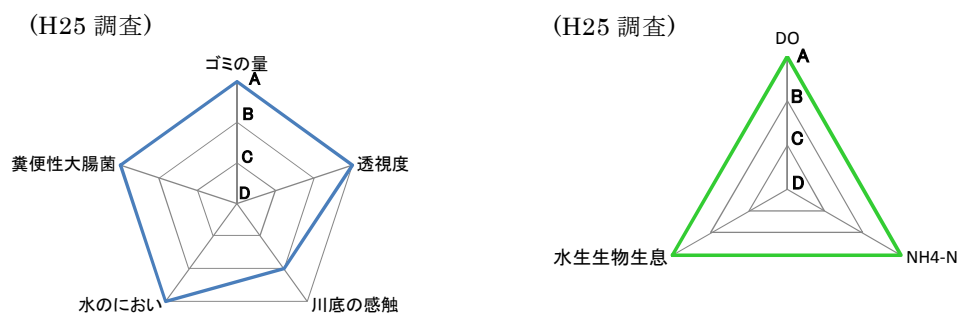 (H25 調査)
ゴミの量
A
B
C
D
糞便性大腸菌
透視度
水のにおい
川底の感触
(H25 調査)
DO
A
B
C
D
水生生物生息
NH4-N